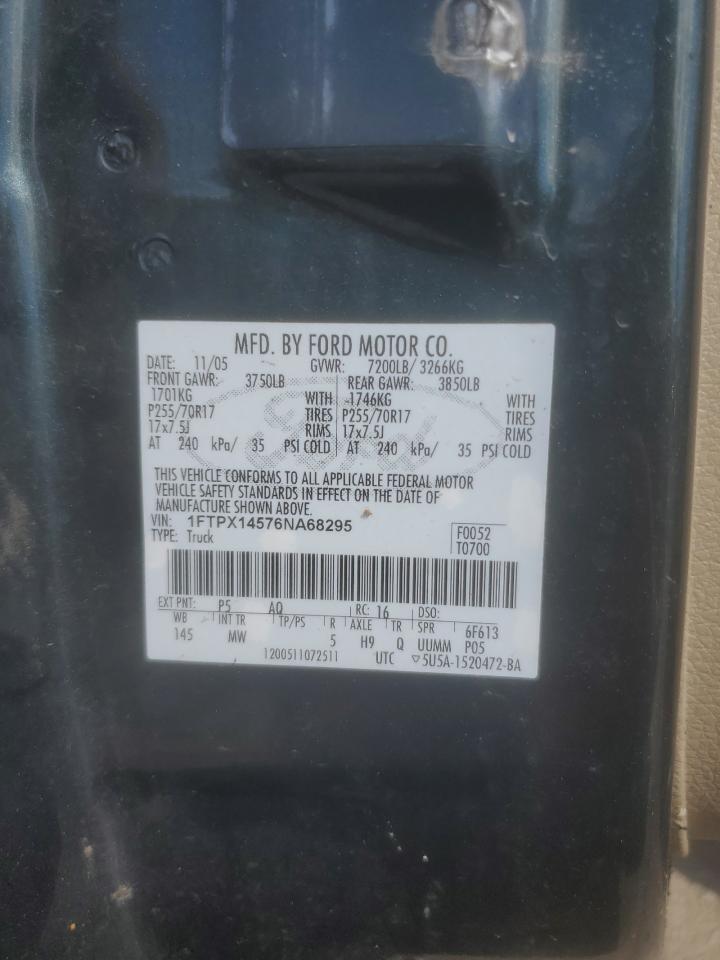 MFD. BY FORD MOTOR CO.
DATE: 11/05 GVWR: 7200LB/ 3266KG
FRONT GAWR: 3750LB REAR GAWR: 3850LB
1701KG WITH 1746KG WITH
P255/70R17 TIRES P255/70R17 TIRES
17x7.5J RIMS 17x7.5J RIMS
AT 240 kPa/ 35 PSI COLD AT 240 kPa/ 35 PSI COLD
THIS VEHICLE CONFORMS TO ALL APPLICABLE FEDERAL MOTOR
VEHICLE SAFETY STANDARDS IN EFFECT ON THE DATE OF
MANUFACTURE SHOWN ABOVE.
VIN: 1FTPX14576NA68295 F0052
TYPE: Truck T0700
EXT PNT: P5 AQ RC: 16 DSO:
WB INT TR TP/PS R AXLE TR SPR 6F613
145 MW 5 H9 Q UUMM P05
1200511072511 UTC ▽5U5A-1520472-BA